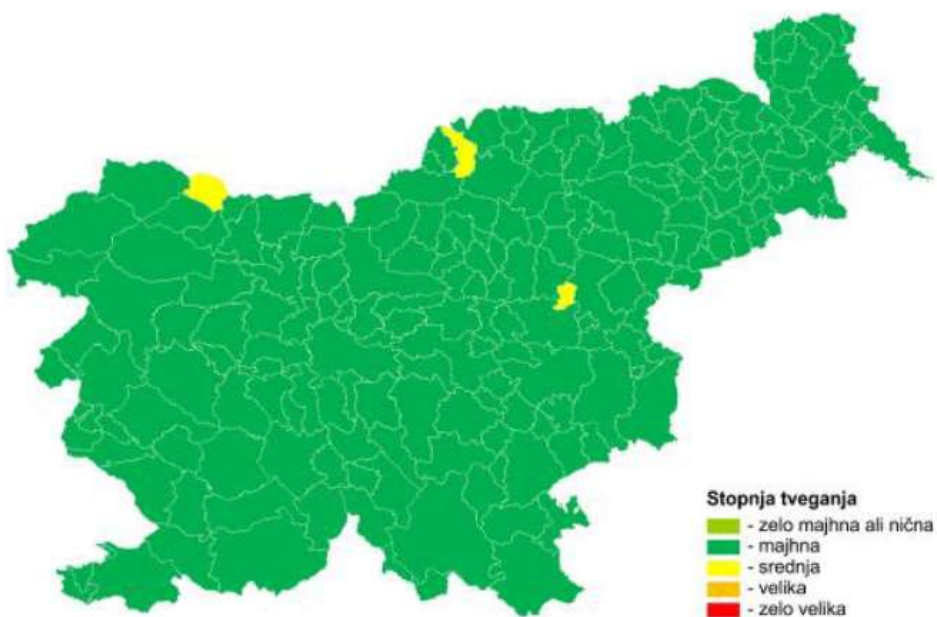 Stopnja tveganja
- zelo majhna ali nična
- majhna
- srednja
- velika
- zelo velika